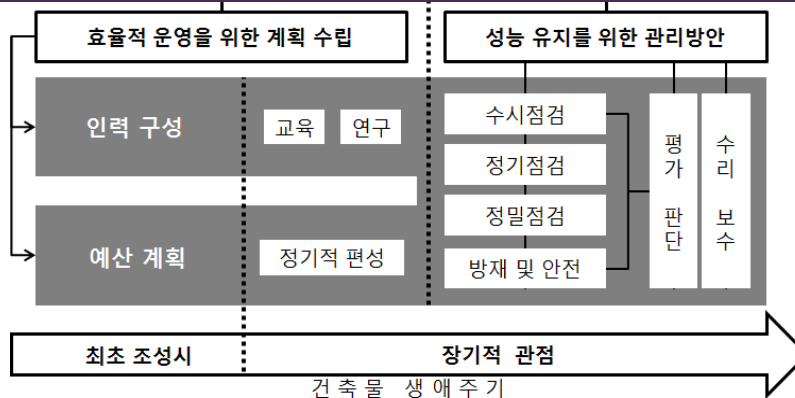 효율적 운영을 위한 계획 수립
성능 유지를 위한 관리방안
인력 구성
교육
연구
예산 계획
정기적 편성
수시점검
정기점검
정밀점검
방재 및 안전
평가 판단
수리 보수
최초 조성시
장기적 관점
건축물 생애주기